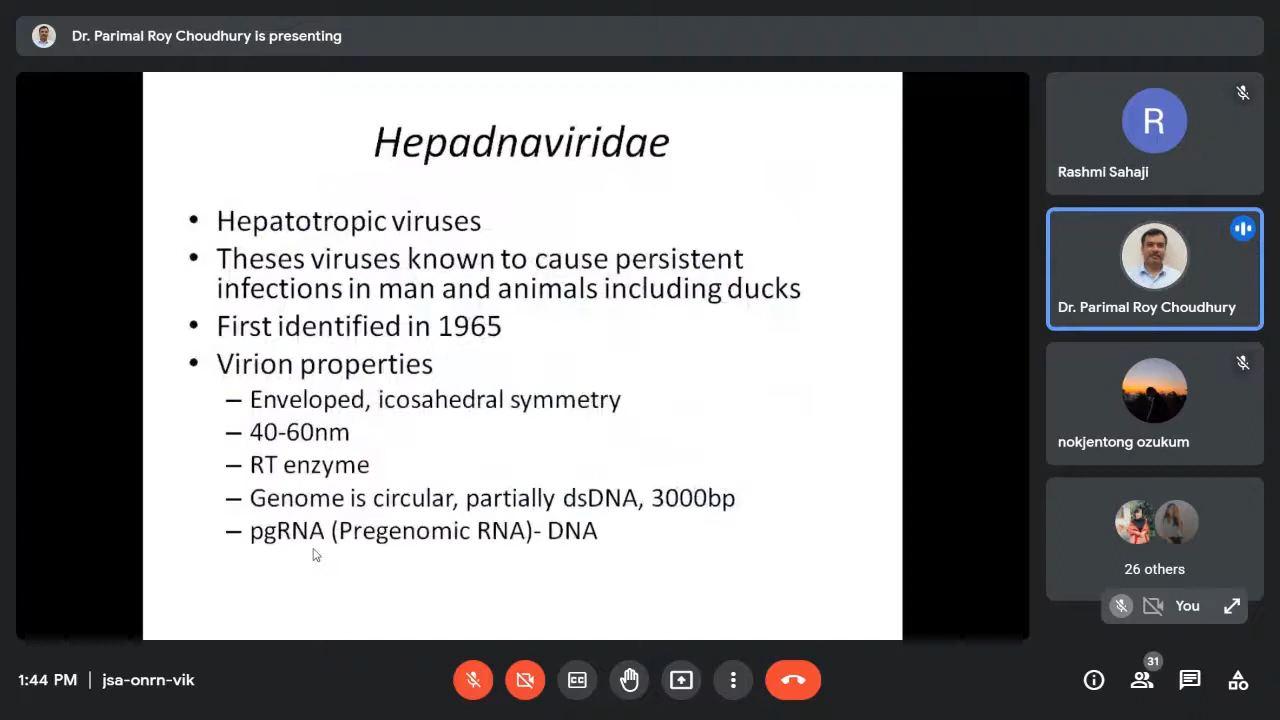 Dr. Parimal Roy Choudhury is presenting
Hepadnaviridae
• Hepatotropic viruses
• Theses viruses known to cause persistent
infections in man and animals including ducks
• First identified in 1965
• Virion properties
– Enveloped, icosahedral symmetry
– 40-60nm
– RT enzyme
– Genome is circular, partially dsDNA, 3000bp
– pgRNA (Pregenomic RNA)- DNA
R
Rashmi Sahaji
Dr. Parimal Roy Choudhury
nokjentong ozukum
26 others
You
1:44 PM | jsa-onrn-vik
CC
31